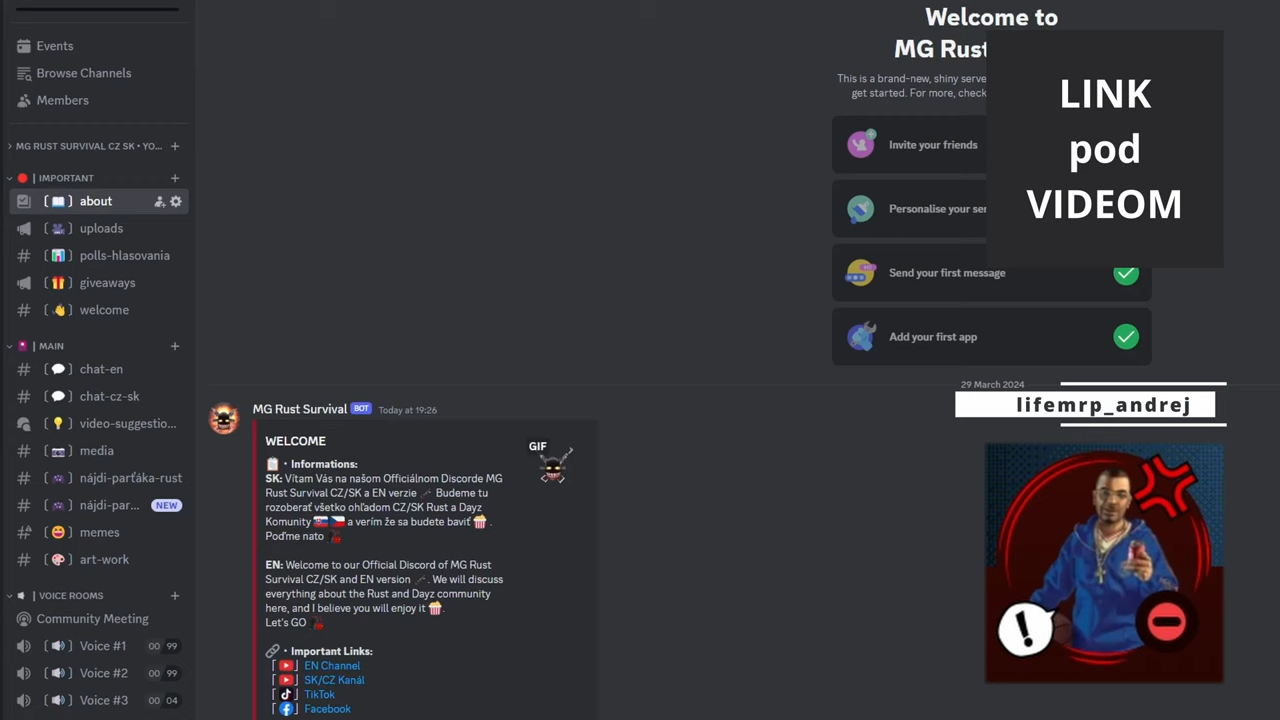 Events
Browse Channels
Members
MG RUST SURVIVAL CZ SK • YO...
| IMPORTANT
about
uploads
polls-hlasovania
giveaways
welcome
MAIN
chat-en
chat-cz-sk
video-suggestio...
media
nájdi-parťáka-rust
nájdi-par... NEW
memes
art-work
| VOICE ROOMS
Community Meeting
Voice #1 00 99
Voice #2 00 99
Voice #3 00 04
Welcome to
MG Rust
This is a brand-new, shiny serve
get started. For more, check
Invite your friends
Personalise your ser
Send your first message
Add your first app
LINK
pod
VIDEOM
29 March 2024
lifemrp_andrej
MG Rust Survival BOT Today at 19:26
WELCOME
GIF
• Informations:
SK: Vítam Vás na našom Officiálnom Discorde MG
Rust Survival CZ/SK a EN verzie. Budeme tu
rozoberať všetko ohľadom CZ/SK Rust a Dayz
Komunity a verím že sa budete baviť.
Poďme nato
EN: Welcome to our Official Discord of MG Rust
Survival CZ/SK and EN version. We will discuss
everything about the Rust and Dayz community
here, and I believe you will enjoy it.
Let's GO
• Important Links:
EN Channel
SK/CZ Kanál
TikTok
Facebook